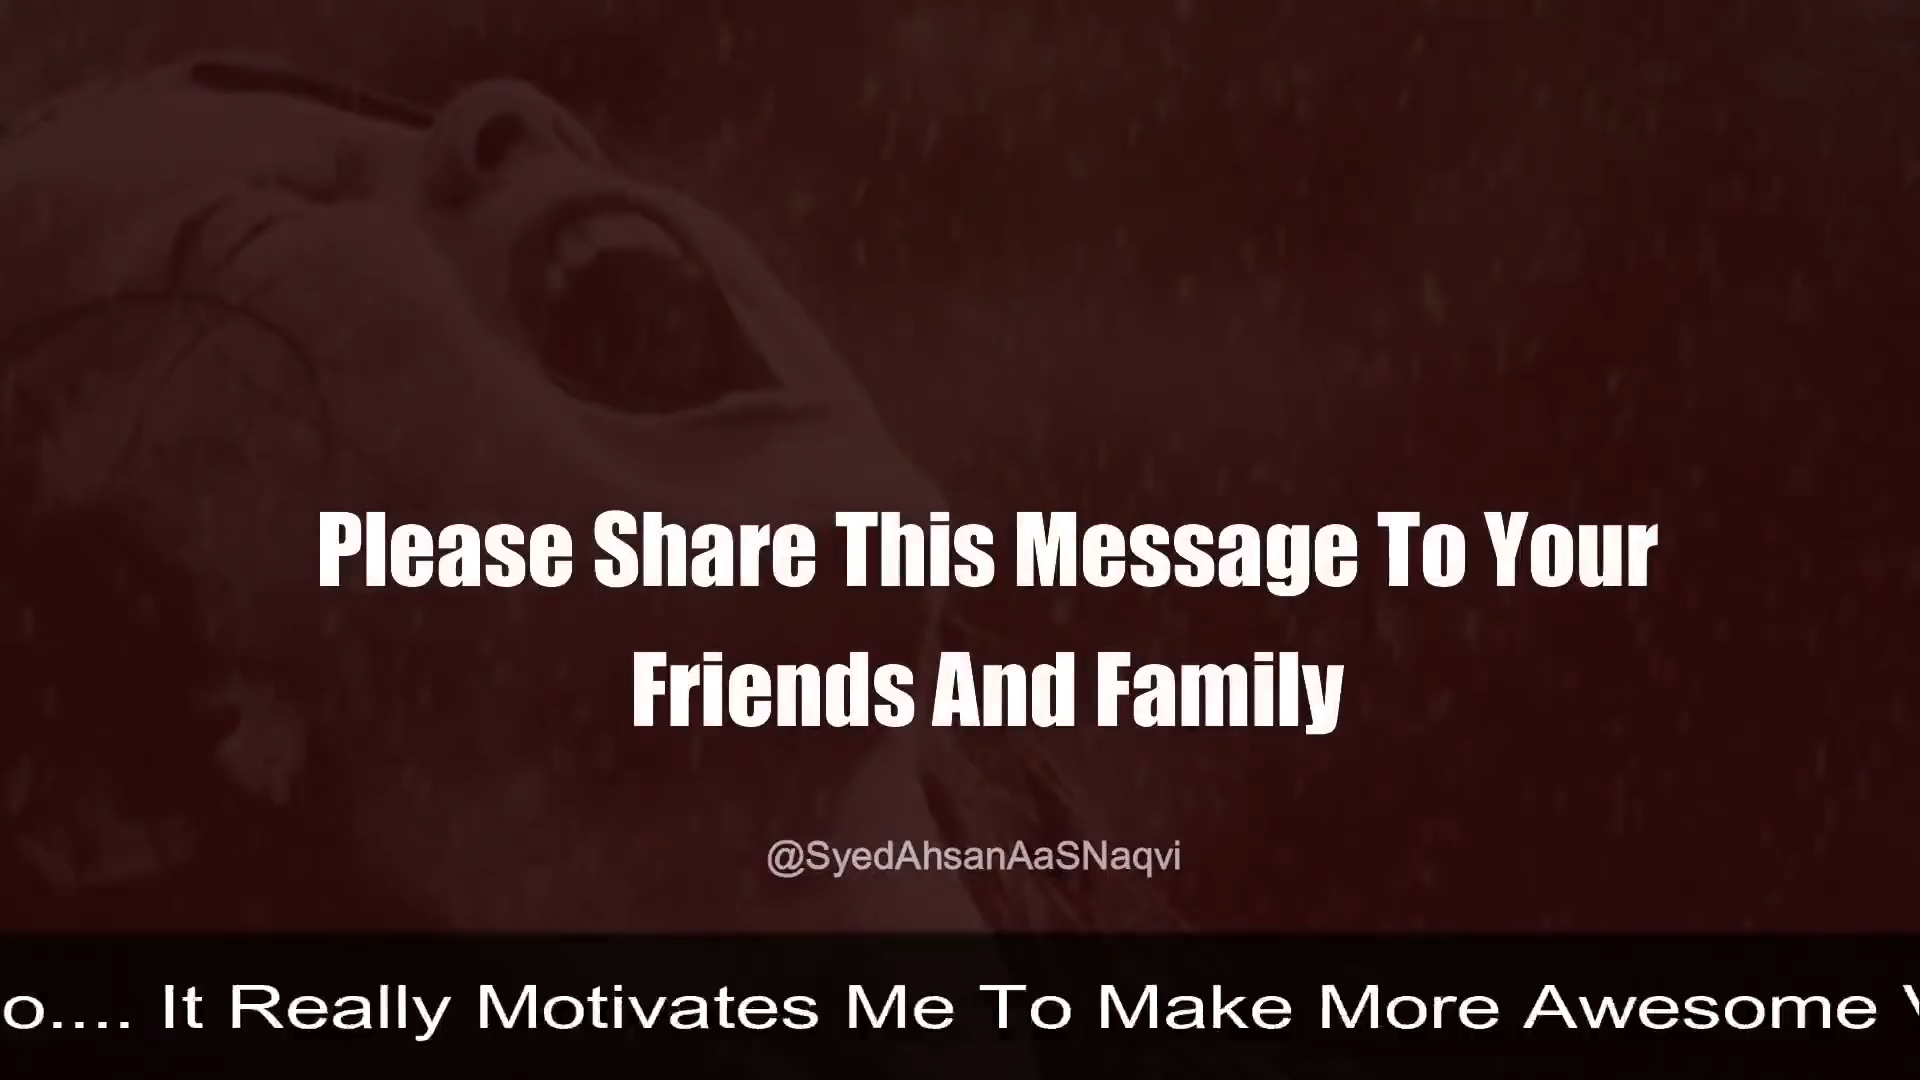 Please Share This Message To Your
Friends And Family
@SyedAhsanAaSNaqvi
o.... It Really Motivates Me To Make More Awesome